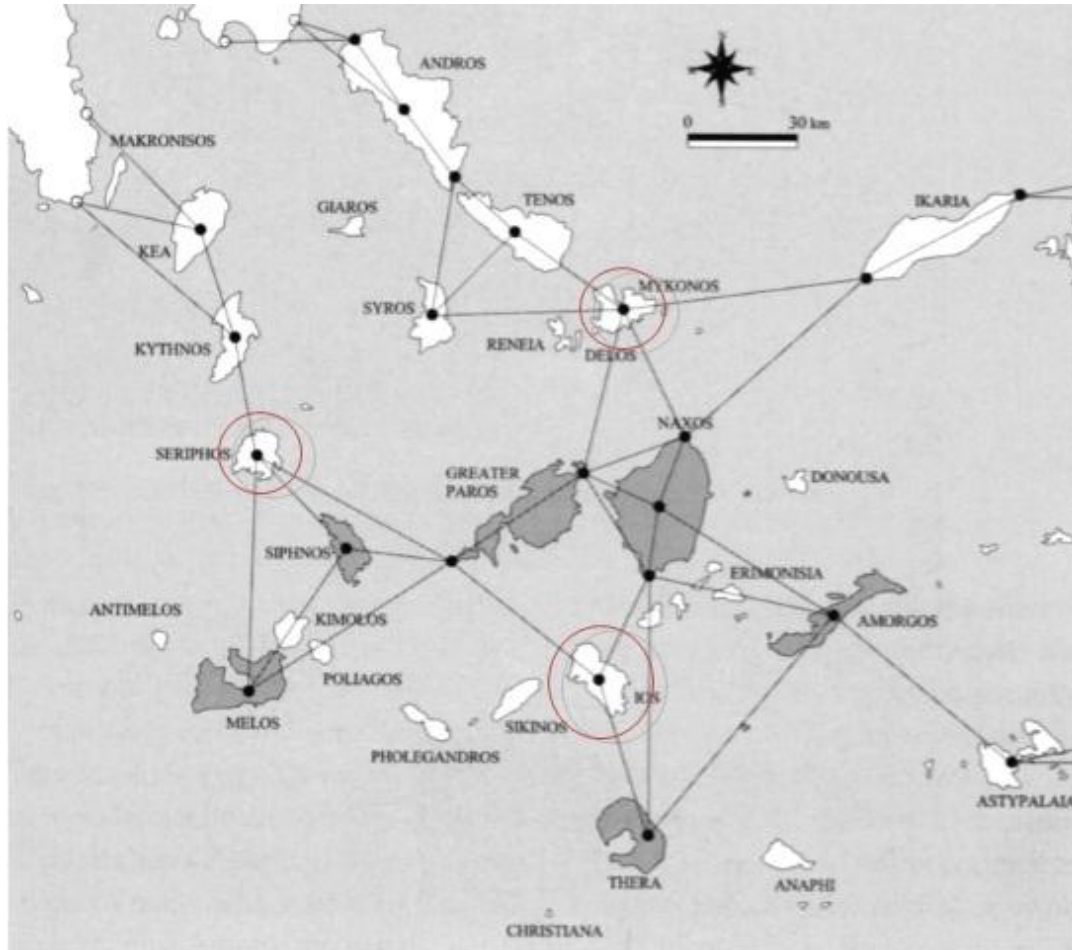 ANDROS
0 30 km
MAKRONISOS
TENOS
IKARIA
GIAROS
KEA
MYKONOS
SYROS
RENEIA
KYTHNOS
DELOS
NAXOS
SERIPHOS
GREATER
PAROS
DONOUSA
SIPHNOS
ERIMONISIA
ANTIMELOS
KIMOLOS
AMORGOS
POLIAGOS
IOS
MELOS
SIKINOS
PHOLEGANDROS
ASTYPALAIA
THERA
ANAPHI
CHRISTIANA